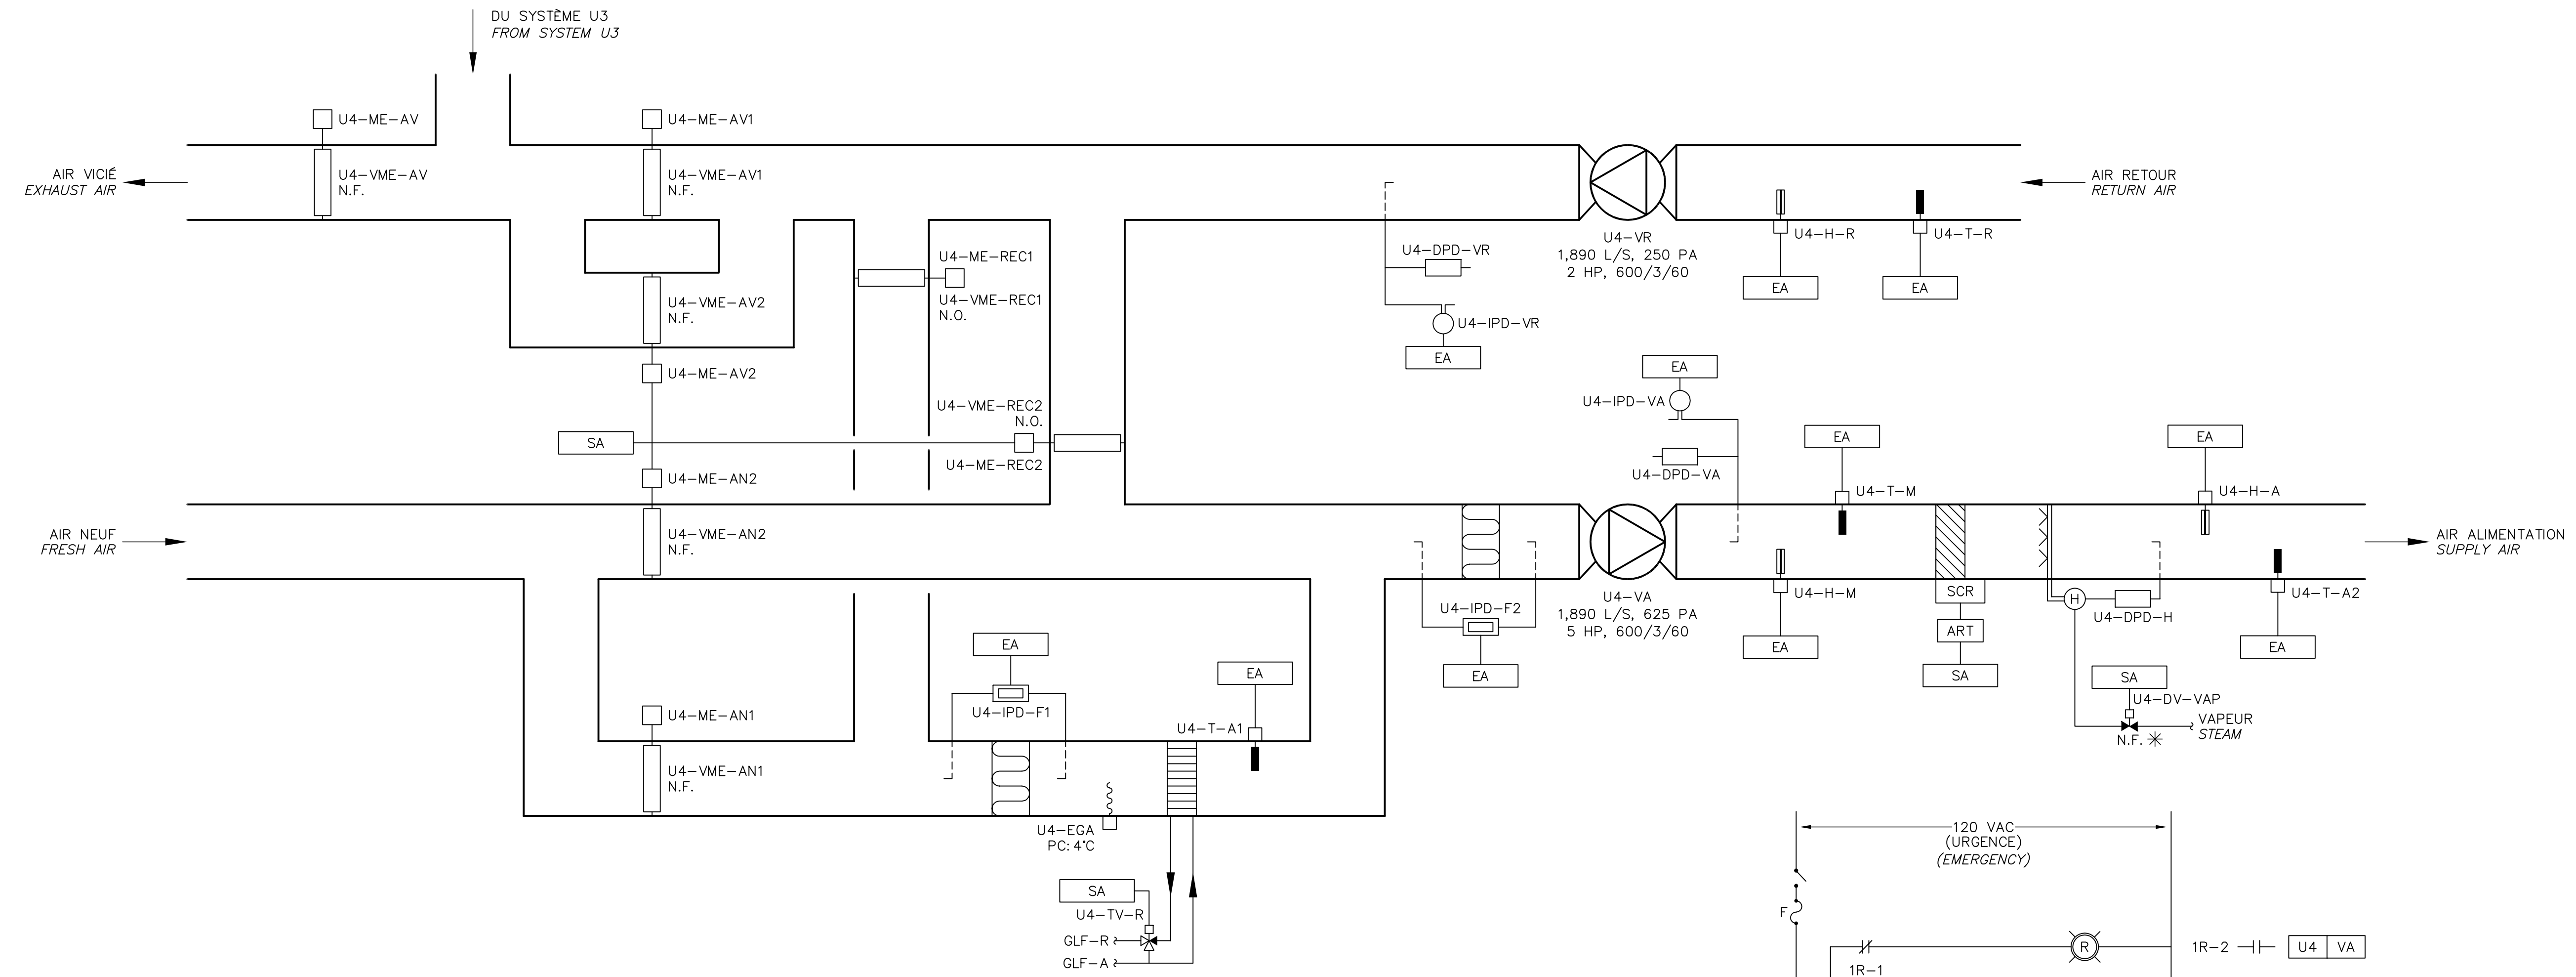 DU SYSTÈME U3
FROM SYSTEM U3
U4-ME-AV
U4-ME-AV1
AIR VICIÉ
EXHAUST AIR
U4-VME-AV
N.F.
U4-VME-AV1
N.F.
AIR RETOUR
RETURN AIR
U4-VR
1,890 L/S, 250 PA
2 HP, 600/3/60
U4-H-R
U4-T-R
EA
EA
U4-DPD-VR
U4-IPD-VR
EA
U4-ME-REC1
U4-VME-REC1
N.O.
U4-VME-AV2
N.F.
U4-ME-AV2
EA
U4-IPD-VA
U4-DPD-VA
U4-VME-REC2
N.O.
SA
U4-ME-REC2
U4-ME-AN2
EA
U4-T-M
EA
U4-H-A
AIR NEUF
FRESH AIR
U4-VME-AN2
N.F.
AIR ALIMENTATION
SUPPLY AIR
U4-IPD-F2
EA
U4-VA
1,890 L/S, 625 PA
5 HP, 600/3/60
U4-H-M
EA
SCR
ART
SA
H
U4-DPD-H
U4-T-A2
EA
SA
U4-DV-VAP
VAPEUR
STEAM
N.F. *
EA
U4-IPD-F1
EA
U4-T-A1
U4-ME-AN1
U4-VME-AN1
N.F.
U4-EGA
PC: 4°C
SA
U4-TV-R
GLF-R
GLF-A
120 VAC
(URGENCE)
(EMERGENCY)
F
1R-1
R
1R-2
U4 VA